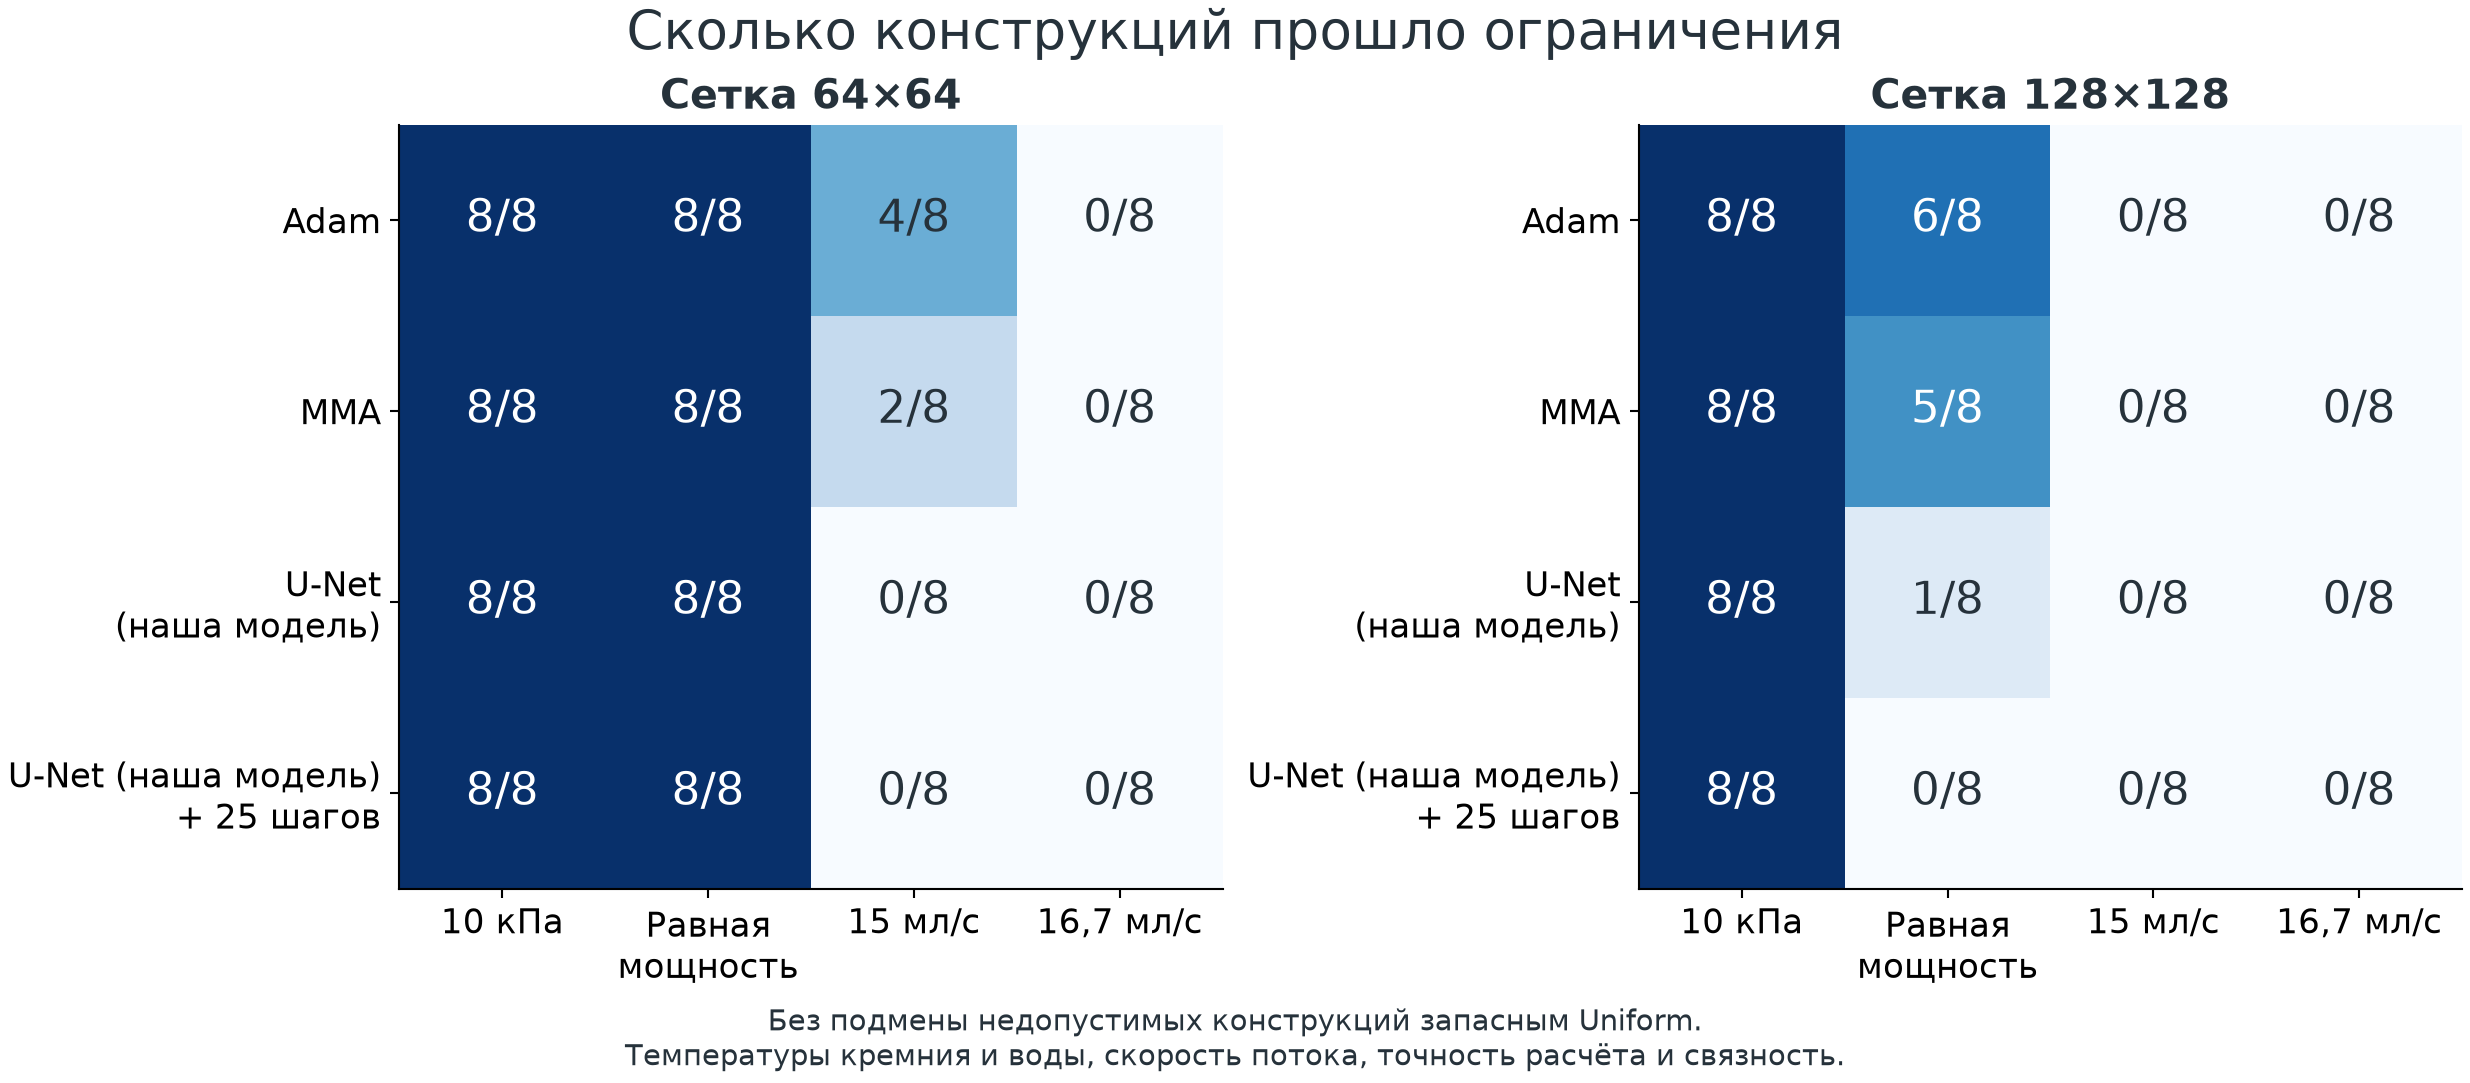 Сколько конструкций прошло ограничения
Сетка 64×64
Adam
8/8 8/8 4/8 0/8
MMA
8/8 8/8 2/8 0/8
U-Net
(наша модель)
8/8 8/8 0/8 0/8
U-Net (наша модель)
+ 25 шагов
8/8 8/8 0/8 0/8
10 кПа
Равная
мощность
15 мл/с
16,7 мл/с
Сетка 128×128
Adam
8/8 6/8 0/8 0/8
MMA
8/8 5/8 0/8 0/8
U-Net
(наша модель)
8/8 1/8 0/8 0/8
U-Net (наша модель)
+ 25 шагов
8/8 0/8 0/8 0/8
10 кПа
Равная
мощность
15 мл/с
16,7 мл/с
Без подмены недопустимых конструкций запасным Uniform.
Температуры кремния и воды, скорость потока, точность расчёта и связность.